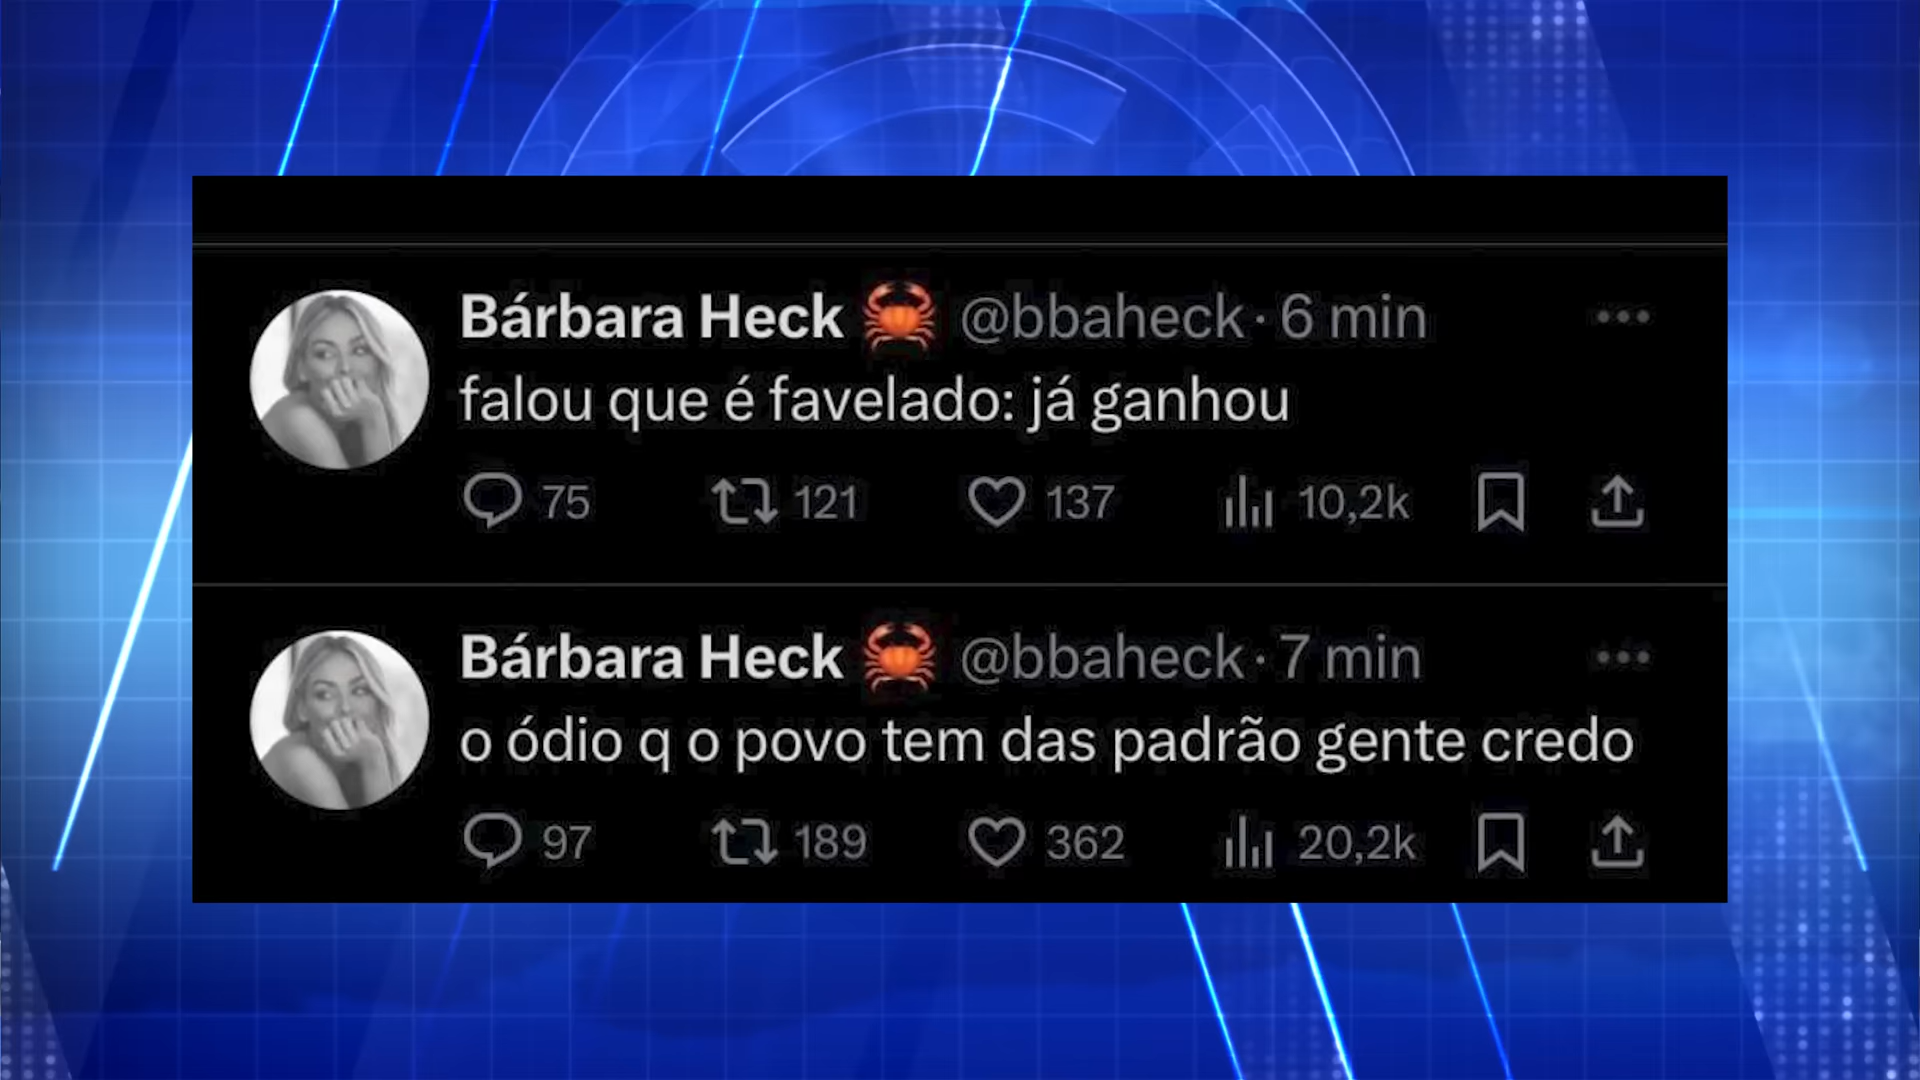 Bárbara Heck 🦀 @bbaheck · 6 min
falou que é favelado: já ganhou
75 121 137 10,2k
Bárbara Heck 🦀 @bbaheck · 7 min
o ódio q o povo tem das padrão gente credo
97 189 362 20,2k